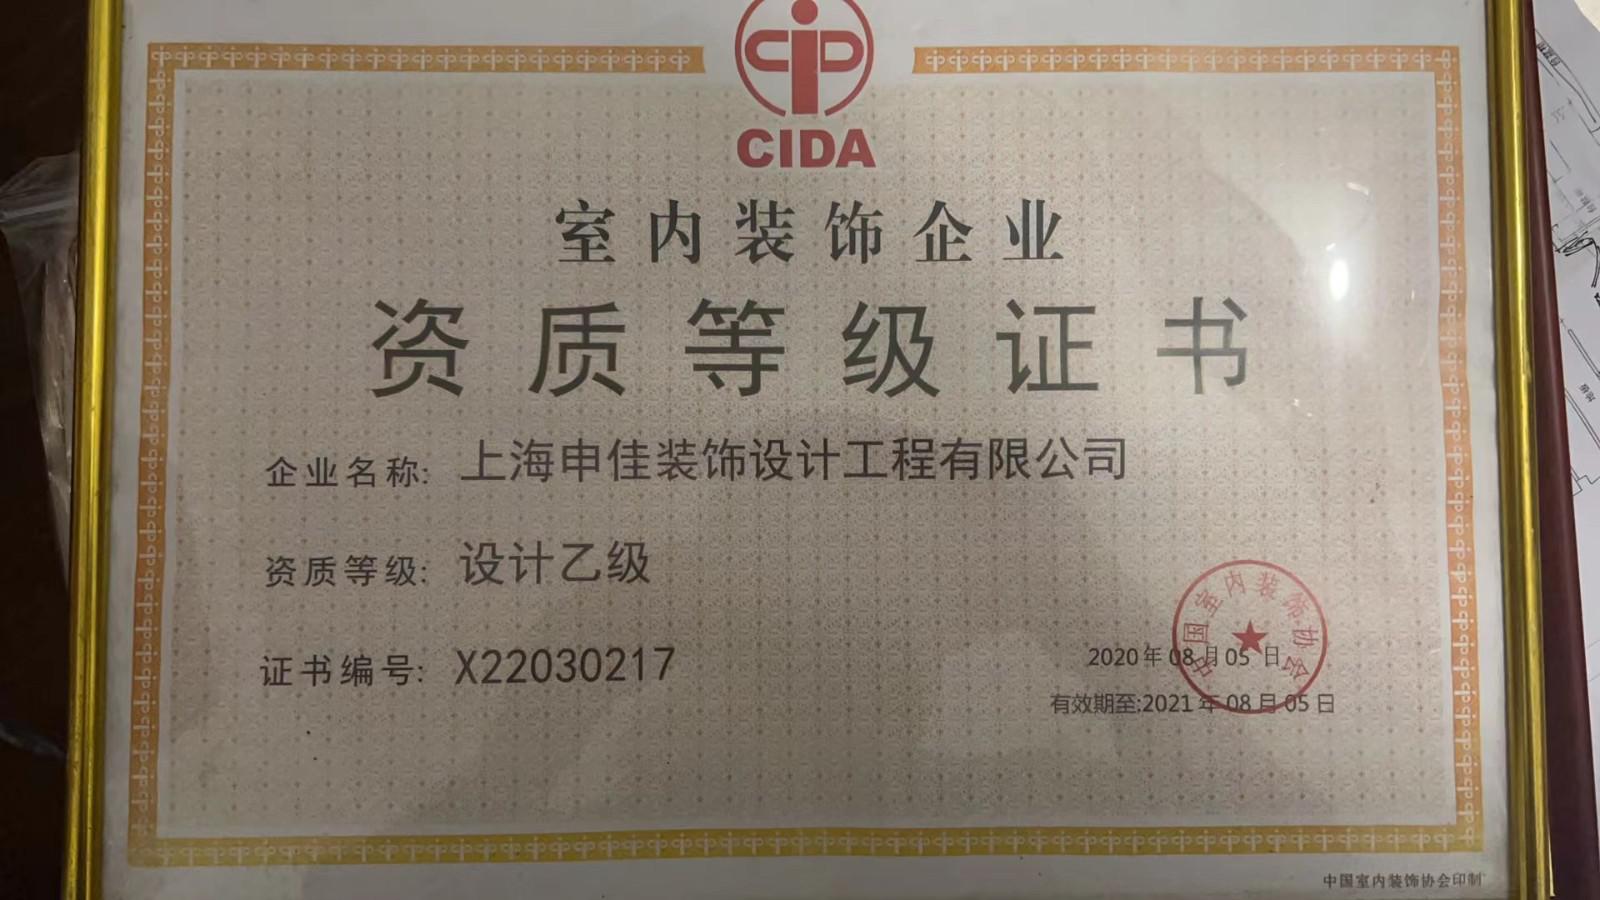 CIDA
室内装饰企业
资质等级证书
企业名称: 上海申佳装饰设计工程有限公司
资质等级: 设计乙级
证书编号: X22030217
中国室内装饰协会
2020年08月05日
有效期至:2021年08月05日
中国室内装饰协会印制